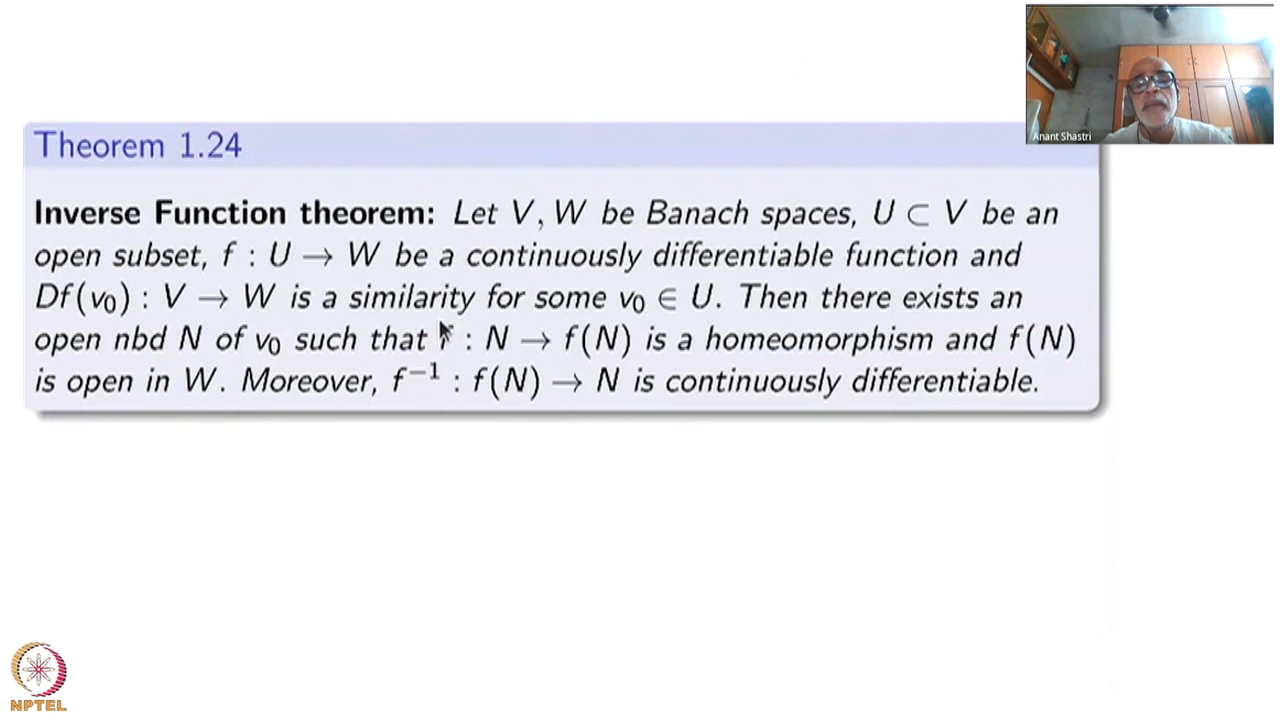 Anant Shastri
Theorem 1.24
Inverse Function theorem: Let V, W be Banach spaces, U ⊂ V be an
open subset, f : U → W be a continuously differentiable function and
Df(v₀) : V → W is a similarity for some v₀ ∈ U. Then there exists an
open nbd N of v₀ such that f : N → f(N) is a homeomorphism and f(N)
is open in W. Moreover, f⁻¹ : f(N) → N is continuously differentiable.
NPTEL